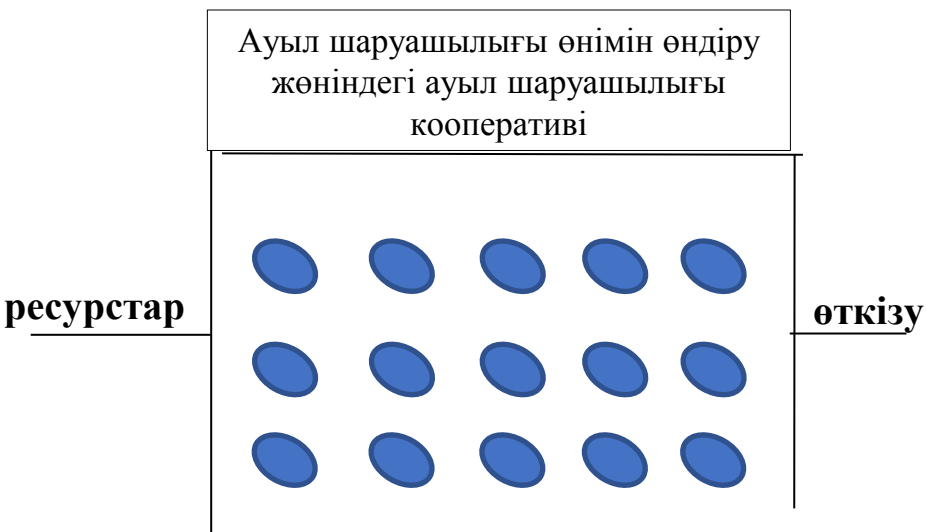 Ауыл шаруашылығы өнімін өндіру
жөніндегі ауыл шаруашылығы
кооперативі
ресурстар
өткізу